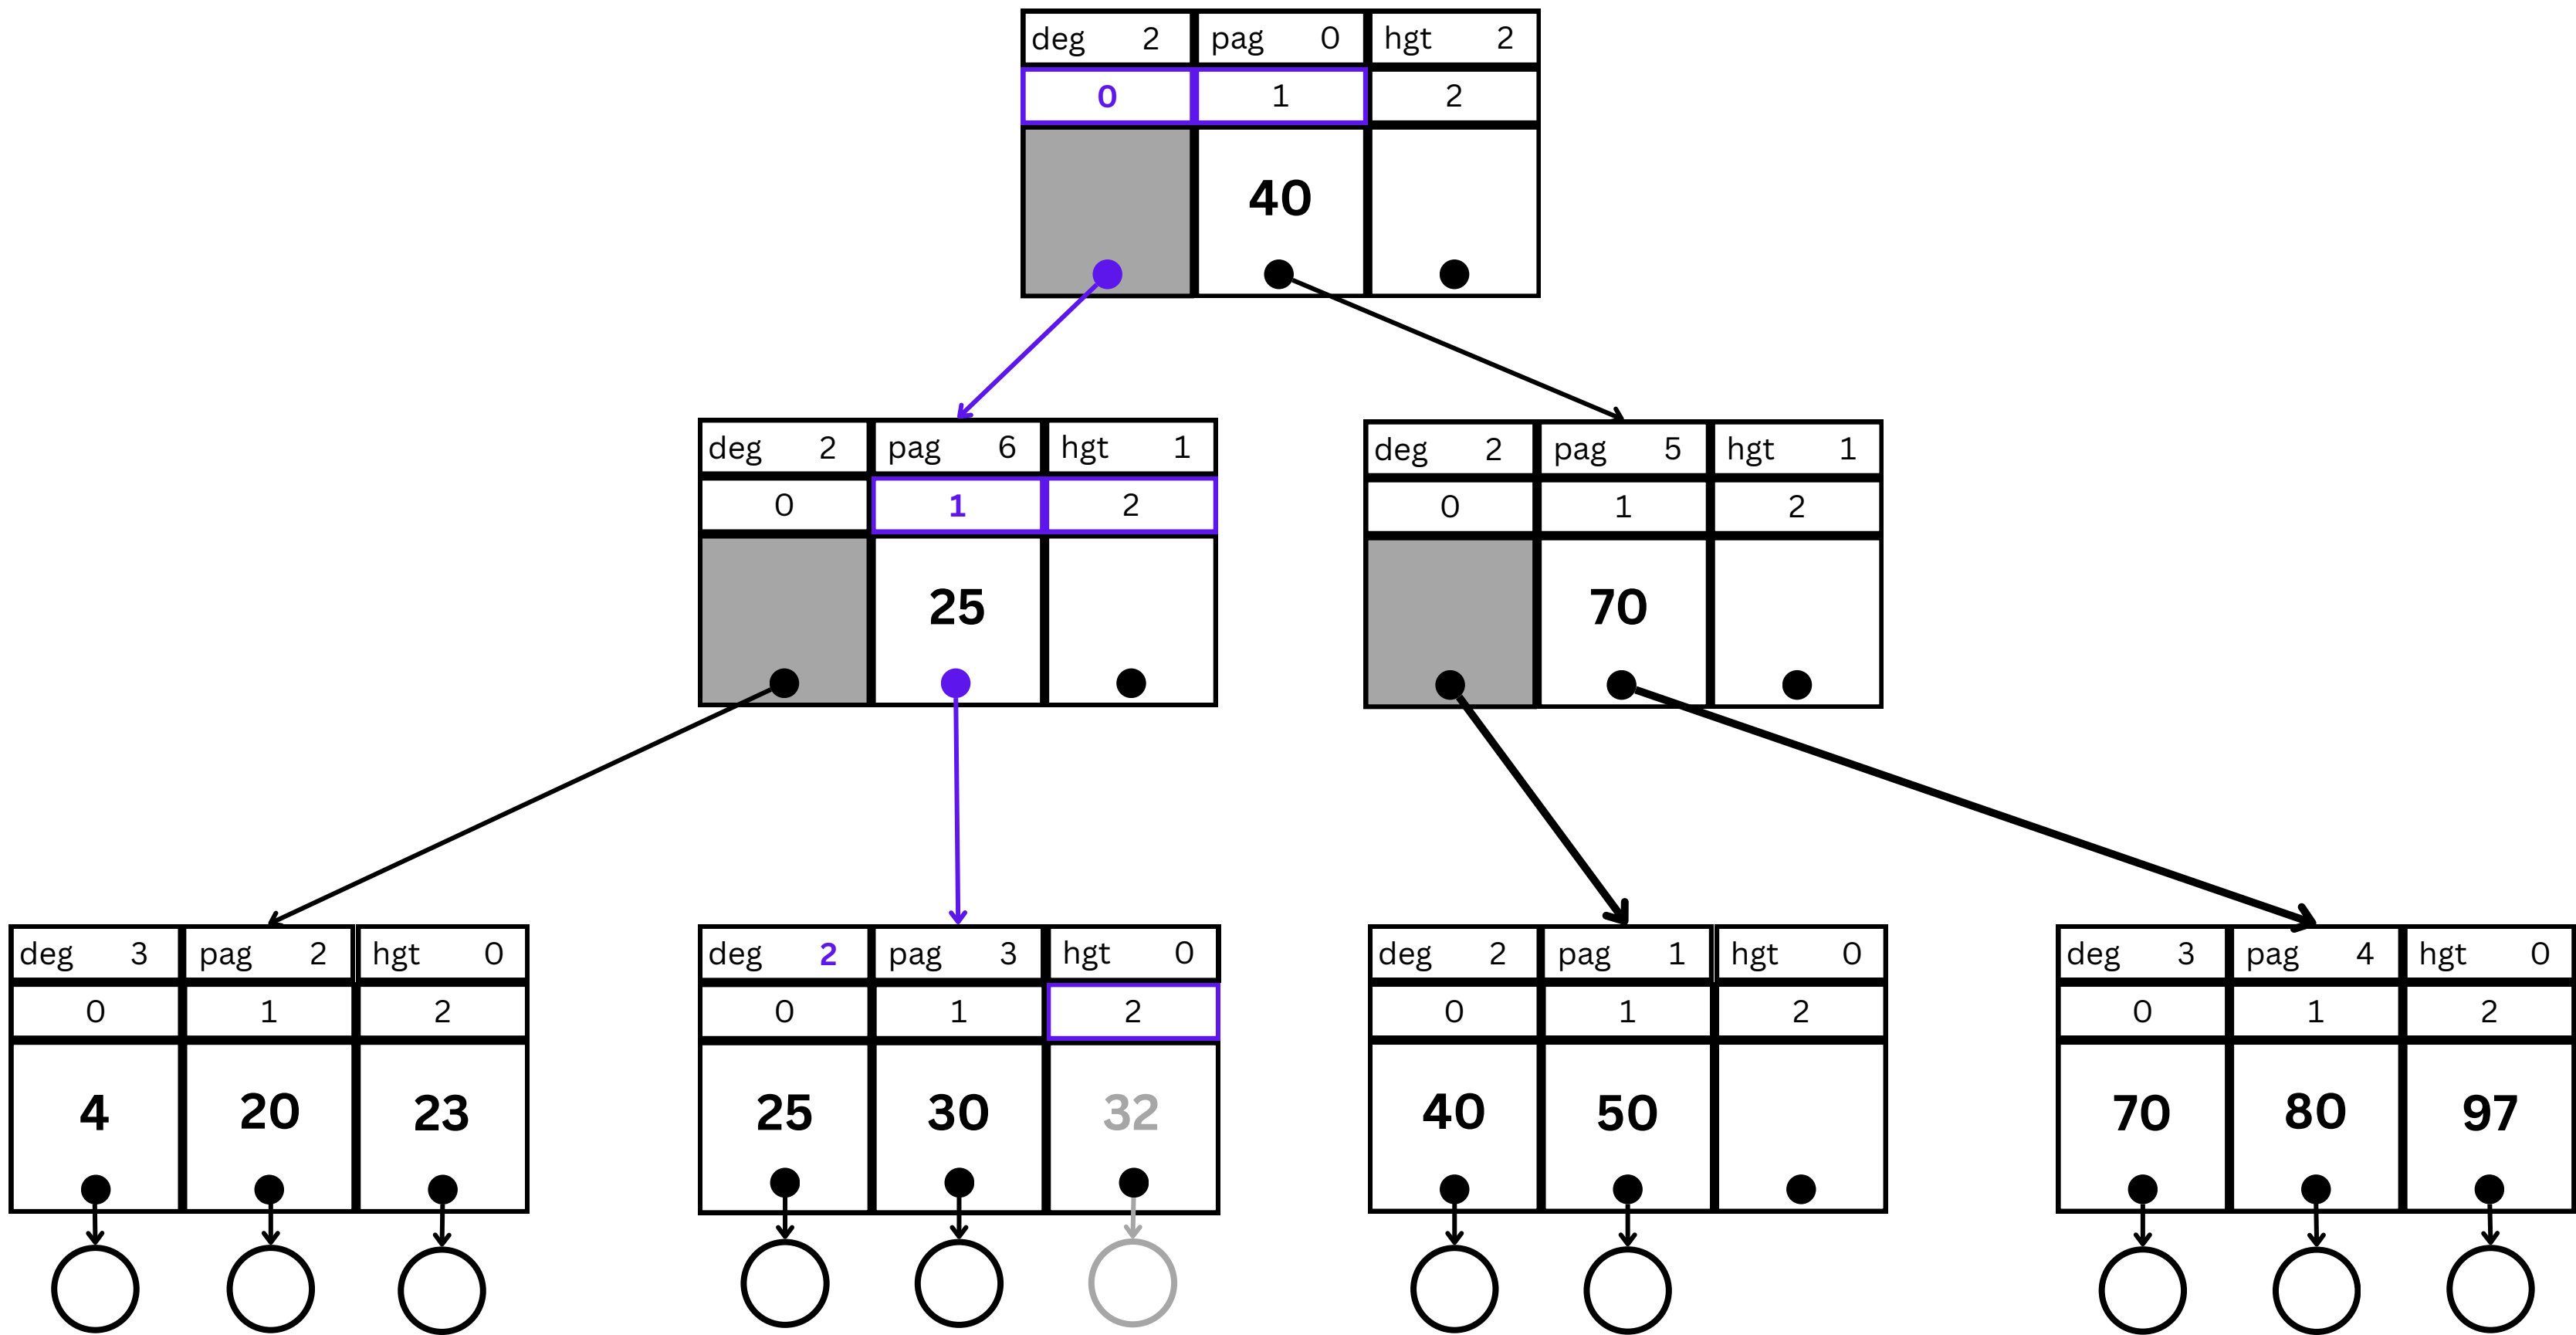 deg 2 pag 0 hgt 2
0 1 2
40
deg 2 pag 6 hgt 1
0 1 2
25
deg 2 pag 5 hgt 1
0 1 2
70
deg 3 pag 2 hgt 0
0 1 2
4 20 23
deg 2 pag 3 hgt 0
0 1 2
25 30 32
deg 2 pag 1 hgt 0
0 1 2
40 50
deg 3 pag 4 hgt 0
0 1 2
70 80 97